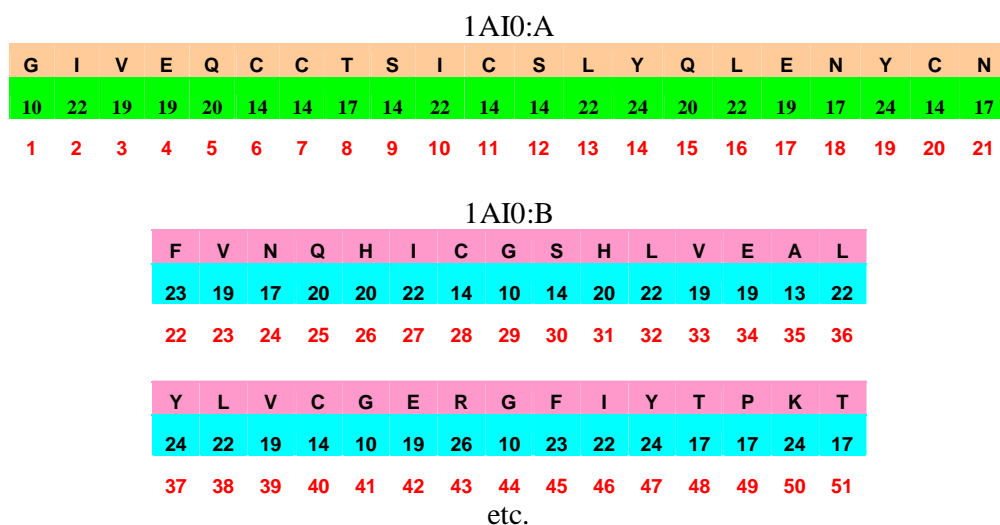 1AI0:A
G I V E Q C C T S I C S L Y Q L E N Y C N
10 22 19 19 20 14 14 17 14 22 14 14 22 24 20 22 19 17 24 14 17
1 2 3 4 5 6 7 8 9 10 11 12 13 14 15 16 17 18 19 20 21
1AI0:B
F V N Q H I C G S H L V E A L
23 19 17 20 20 22 14 10 14 20 22 19 19 13 22
22 23 24 25 26 27 28 29 30 31 32 33 34 35 36
Y L V C G E R G F I Y T P K T
24 22 19 14 10 19 26 10 23 22 24 17 17 24 17
37 38 39 40 41 42 43 44 45 46 47 48 49 50 51
etc.